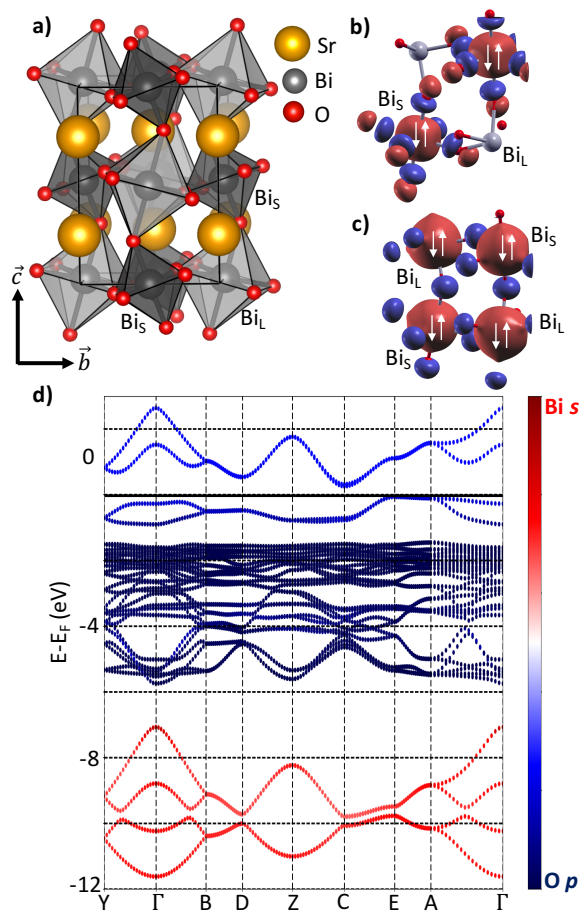 a)
Sr
Bi
O
Bi_S
Bi_S
Bi_L
c⃗
b⃗
b)
Bi_S
Bi_L
c)
Bi_S
Bi_L
Bi_L
Bi_S
d)
Bi s
0
-4
-8
-12
E-E_F (eV)
O p
Y Γ B D Z C E A Γ